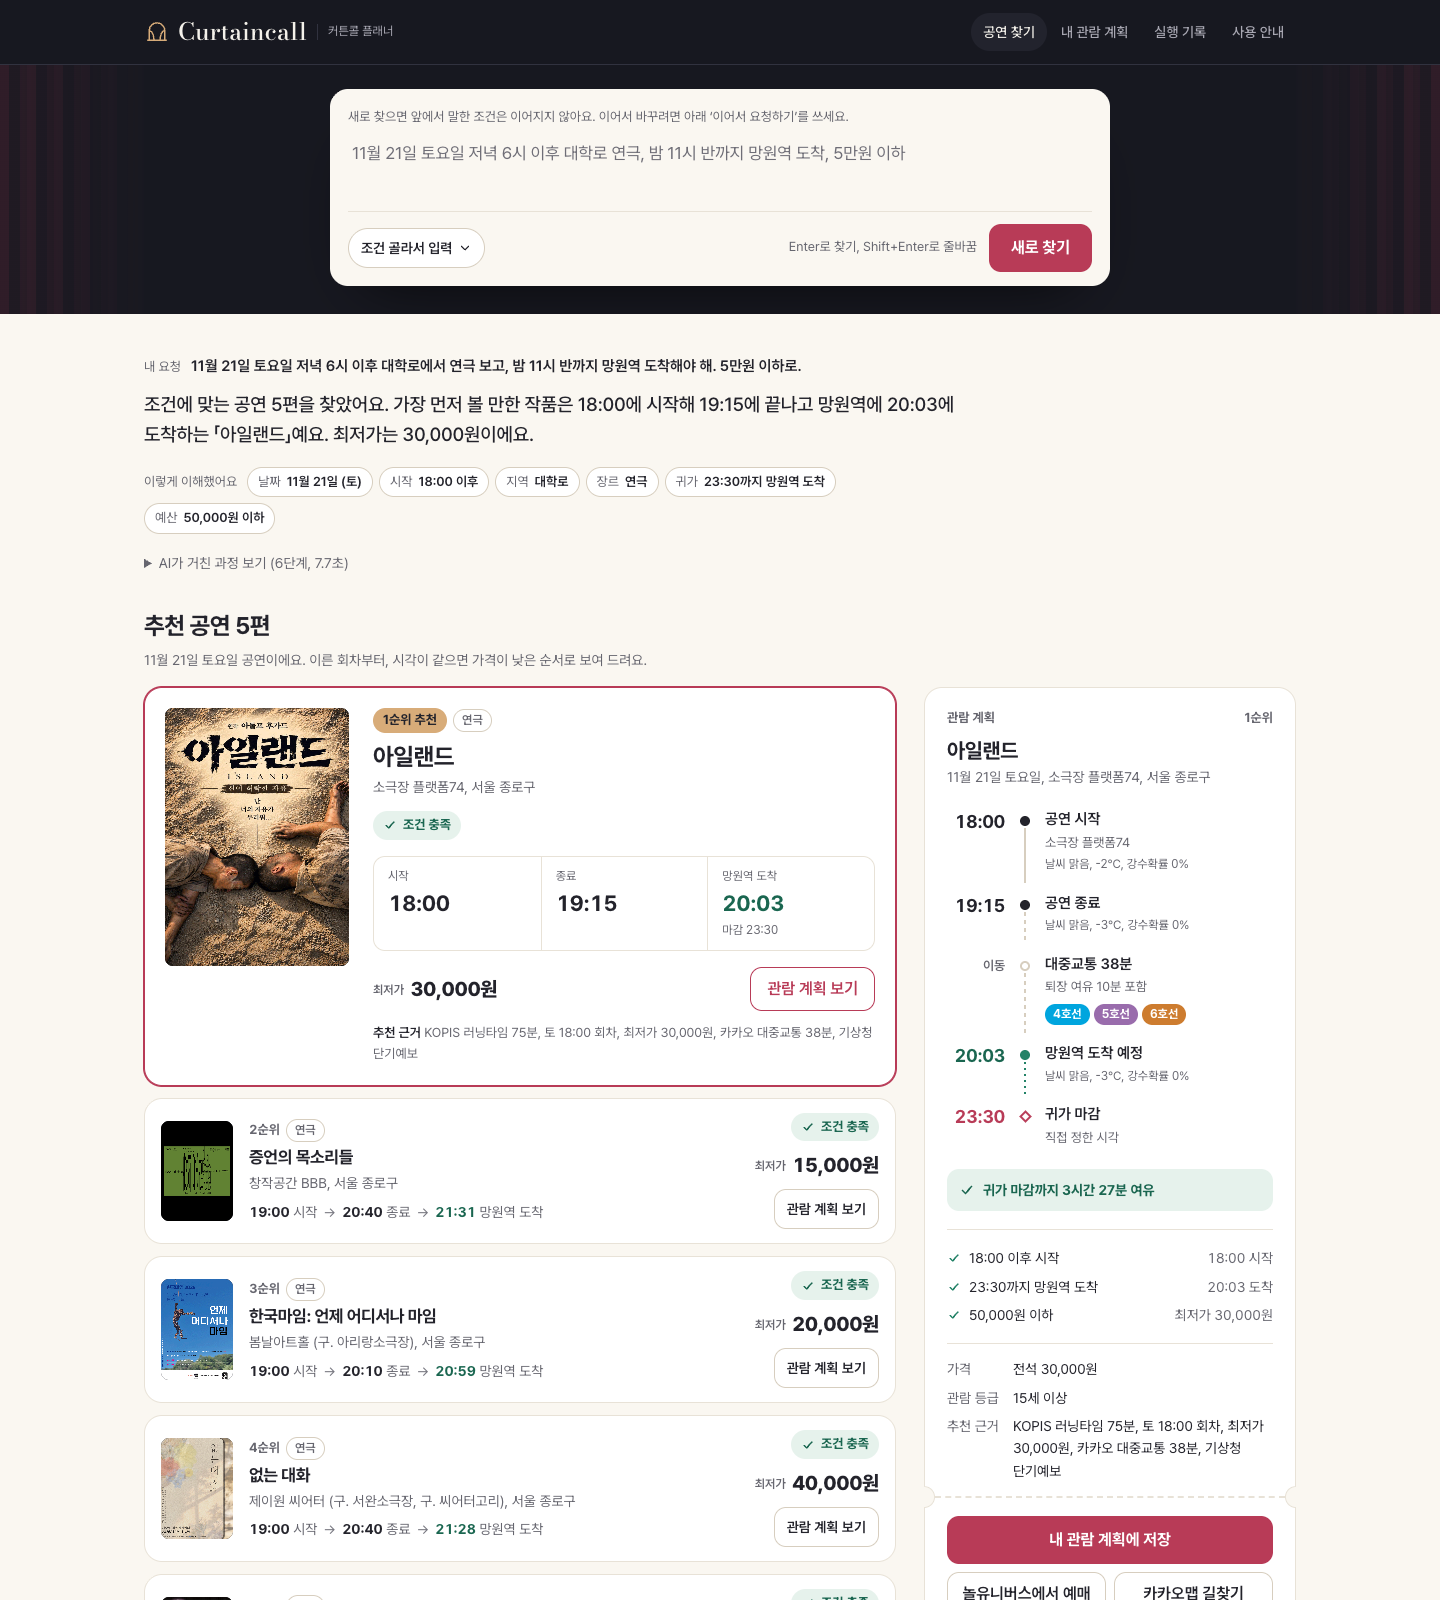 Curtaincall
커튼콜 플래너
공연 찾기
내 관람 계획
실행 기록
사용 안내
새로 찾으면 앞에서 말한 조건은 이어지지 않아요. 이어서 바꾸려면 아래 '이어서 요청하기'를 쓰세요.
11월 21일 토요일 저녁 6시 이후 대학로 연극, 밤 11시 반까지 망원역 도착, 5만원 이하
조건 골라서 입력
Enter로 찾기, Shift+Enter로 줄바꿈
새로 찾기
내 요청 11월 21일 토요일 저녁 6시 이후 대학로에서 연극 보고, 밤 11시 반까지 망원역 도착해야 해. 5만원 이하로.
조건에 맞는 공연 5편을 찾았어요. 가장 먼저 볼 만한 작품은 18:00에 시작해 19:15에 끝나고 망원역에 20:03에
도착하는 「아일랜드」예요. 최저가는 30,000원이에요.
이렇게 이해했어요 날짜 11월 21일 (토) 시작 18:00 이후 지역 대학로 장르 연극 귀가 23:30까지 망원역 도착
예산 50,000원 이하
▶ AI가 거친 과정 보기 (6단계, 7.7초)
추천 공연 5편
11월 21일 토요일 공연이에요. 이른 회차부터, 시각이 같으면 가격이 낮은 순서로 보여 드려요.
아일랜드
ISLAND
1순위 추천 연극
아일랜드
소극장 플랫폼74, 서울 종로구
조건 충족
시작
18:00
종료
19:15
망원역 도착
20:03
마감 23:30
최저가 30,000원
관람 계획 보기
추천 근거 KOPIS 러닝타임 75분, 토 18:00 회차, 최저가 30,000원, 카카오 대중교통 38분, 기상청
단기예보
2순위 연극
증언의 목소리들
창작공간 BBB, 서울 종로구
19:00 시작 → 20:40 종료 → 21:31 망원역 도착
조건 충족
최저가 15,000원
관람 계획 보기
언제
어디서나
마임
3순위 연극
한국마임: 언제 어디서나 마임
봄날아트홀 (구. 아리랑소극장), 서울 종로구
19:00 시작 → 20:10 종료 → 20:59 망원역 도착
조건 충족
최저가 20,000원
관람 계획 보기
4순위 연극
없는 대화
제이원 씨어터 (구. 서완소극장, 구. 씨어터고리), 서울 종로구
19:00 시작 → 20:40 종료 → 21:28 망원역 도착
조건 충족
최저가 40,000원
관람 계획 보기
관람 계획
1순위
아일랜드
11월 21일 토요일, 소극장 플랫폼74, 서울 종로구
18:00 공연 시작
소극장 플랫폼74
날씨 맑음, -2°C, 강수확률 0%
19:15 공연 종료
날씨 맑음, -3°C, 강수확률 0%
이동 대중교통 38분
퇴장 여유 10분 포함
4호선 5호선 6호선
20:03 망원역 도착 예정
날씨 맑음, -3°C, 강수확률 0%
23:30 귀가 마감
직접 정한 시각
귀가 마감까지 3시간 27분 여유
18:00 이후 시작 18:00 시작
23:30까지 망원역 도착 20:03 도착
50,000원 이하 최저가 30,000원
가격 전석 30,000원
관람 등급 15세 이상
추천 근거 KOPIS 러닝타임 75분, 토 18:00 회차, 최저가
30,000원, 카카오 대중교통 38분, 기상청
단기예보
내 관람 계획에 저장
놀유니버스에서 예매
카카오맵 길찾기